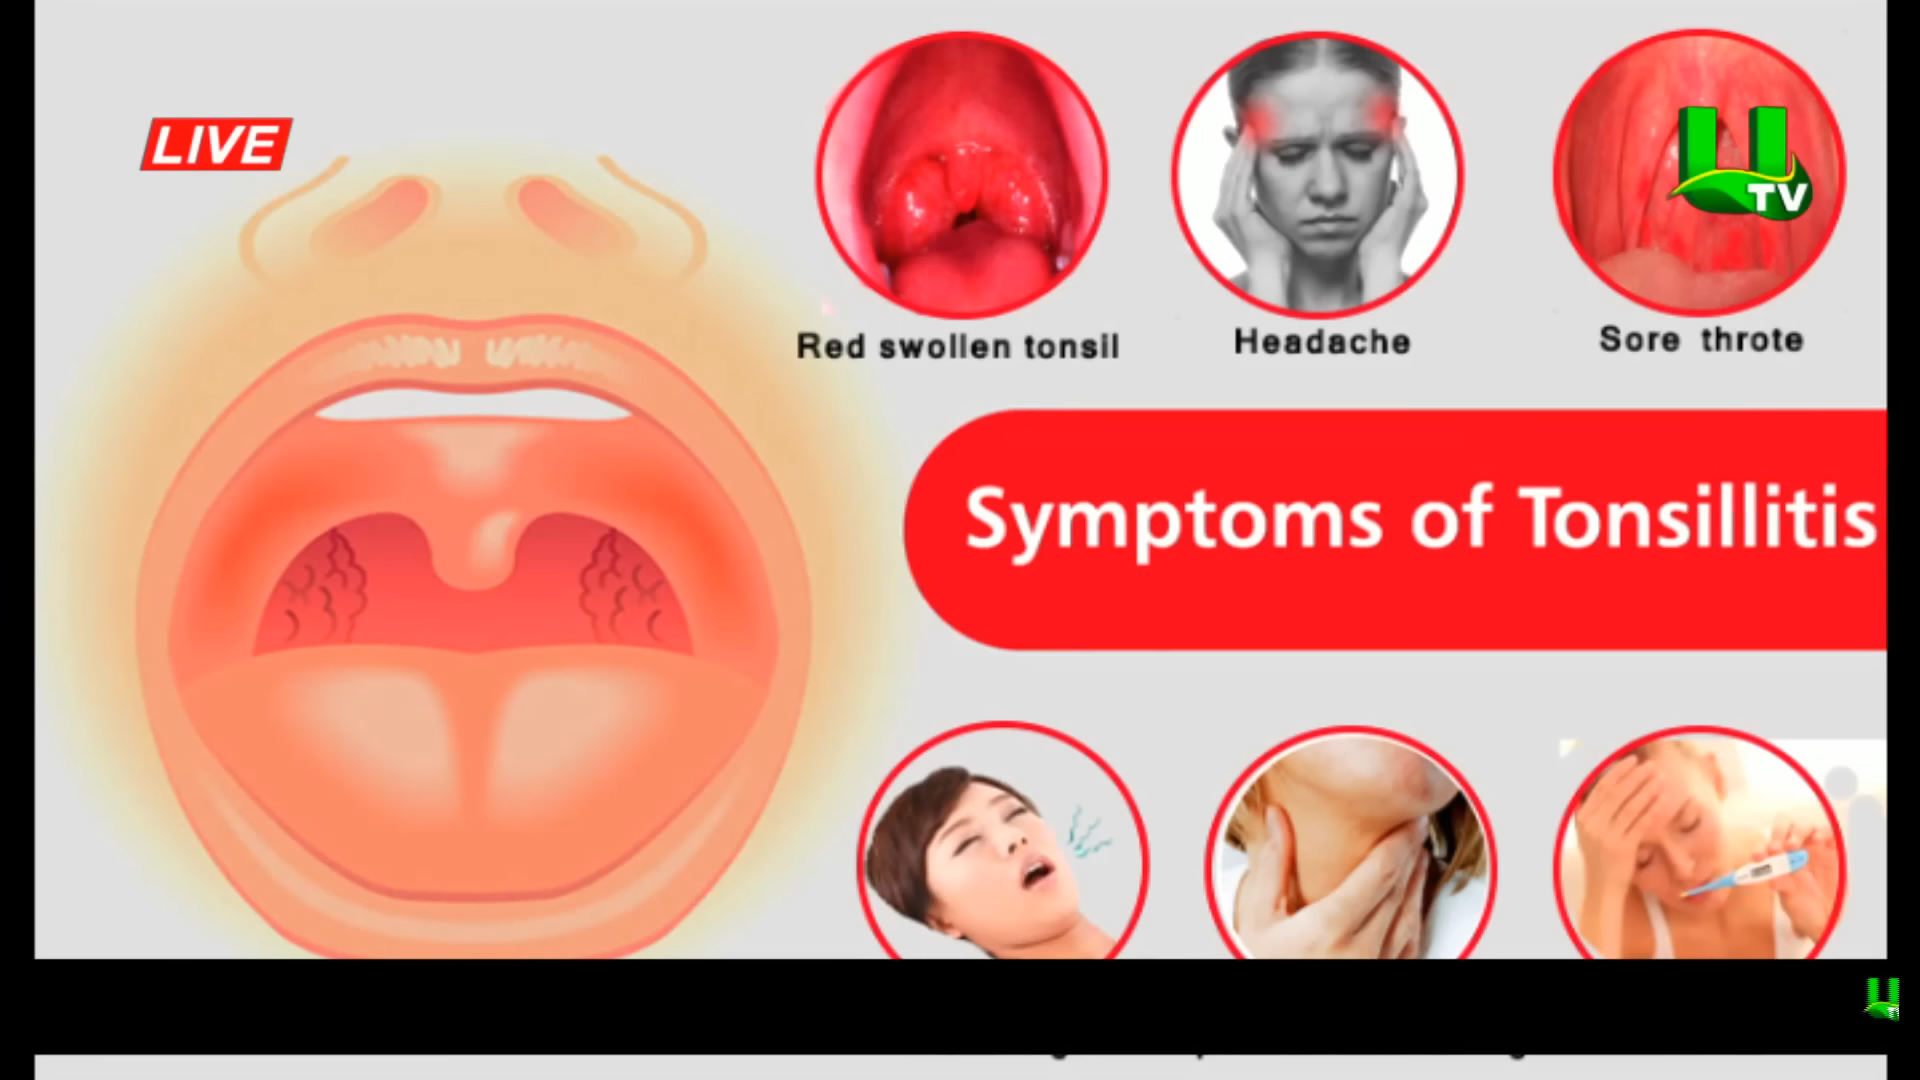 LIVE
U
TV
Red swollen tonsil
Headache
Sore throte
Symptoms of Tonsillitis